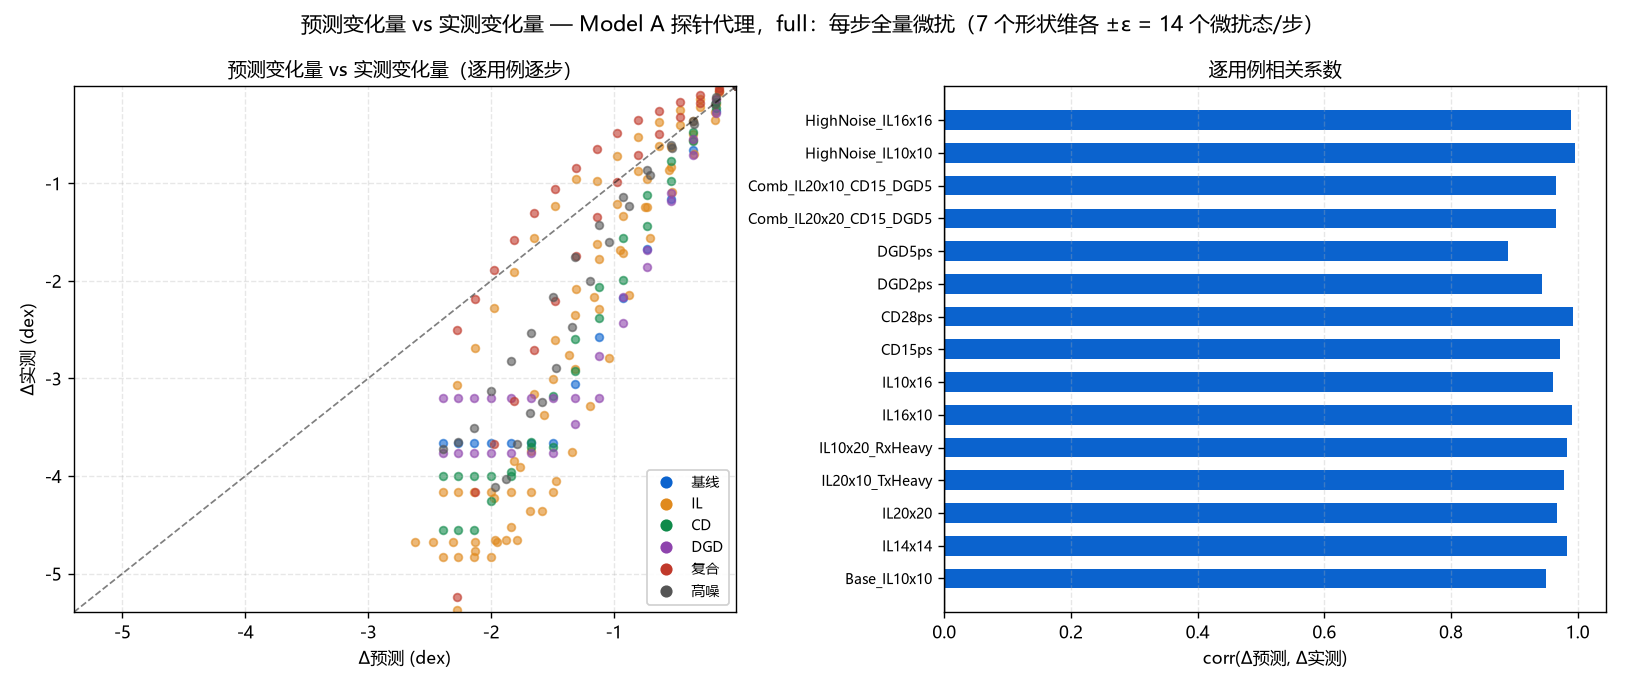 预测变化量 vs 实测变化量 — Model A 探针代理，full：每步全量微扰（7 个形状维各 ±ε = 14 个微扰态/步）
预测变化量 vs 实测变化量（逐用例逐步）
-1
-2
-3
-4
-5
Δ实测 (dex)
基线
IL
CD
DGD
复合
高噪
-5
-4
-3
-2
-1
Δ预测 (dex)
逐用例相关系数
HighNoise_IL16x16
HighNoise_IL10x10
Comb_IL20x10_CD15_DGD5
Comb_IL20x20_CD15_DGD5
DGD5ps
DGD2ps
CD28ps
CD15ps
IL10x16
IL16x10
IL10x20_RxHeavy
IL20x10_TxHeavy
IL20x20
IL14x14
Base_IL10x10
0.0
0.2
0.4
0.6
0.8
1.0
corr(Δ预测, Δ实测)